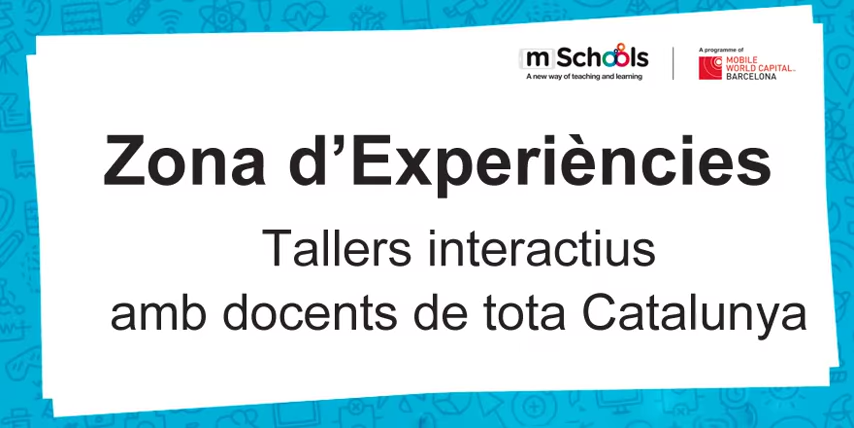 mSchools
A new way of teaching and learning
A programme of
MOBILE
WORLD CAPITAL™
BARCELONA
Zona d’Experiències
Tallers interactius
amb docents de tota Catalunya